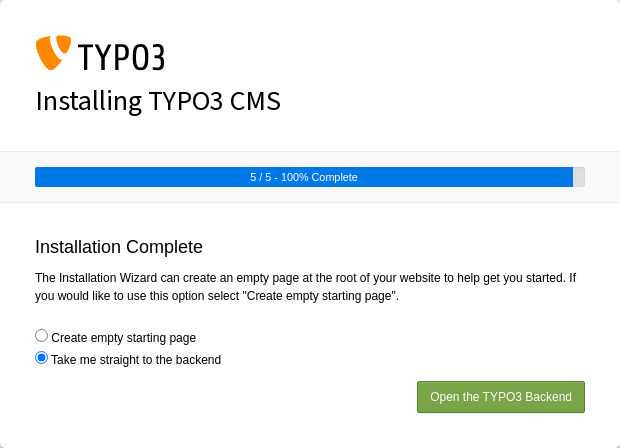 TYPO3
Installing TYPO3 CMS
5 / 5 - 100% Complete
Installation Complete
The Installation Wizard can create an empty page at the root of your website to help get you started. If
you would like to use this option select "Create empty starting page".
Create empty starting page
Take me straight to the backend
Open the TYPO3 Backend